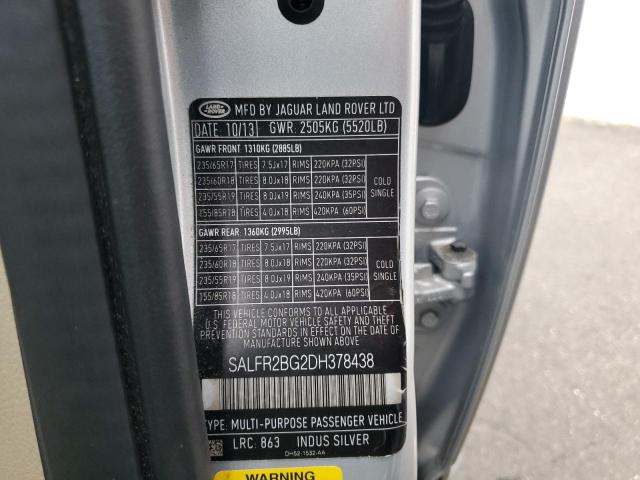 LAND ROVER MFD BY JAGUAR LAND ROVER LTD
DATE: 10/13 GWR: 2505KG (5520LB)
GAWR FRONT: 1310KG (2885LB)
235/65R17 TIRES 7.5Jx17 RIMS 220KPA (32PSI)
235/60R18 TIRES 8.0Jx18 RIMS 220KPA (32PSI)
235/55R19 TIRES 8.0Jx19 RIMS 240KPA (35PSI)
155/85R18 TIRES 4.0Jx18 RIMS 420KPA (60PSI)
COLD
SINGLE
GAWR REAR: 1360KG (2995LB)
235/65R17 TIRES 7.5Jx17 RIMS 220KPA (32PSI)
235/60R18 TIRES 8.0Jx18 RIMS 220KPA (32PSI)
235/55R19 TIRES 8.0Jx19 RIMS 240KPA (35PSI)
155/85R18 TIRES 4.0Jx18 RIMS 420KPA (60PSI)
COLD
SINGLE
THIS VEHICLE CONFORMS TO ALL APPLICABLE
U.S. FEDERAL MOTOR VEHICLE SAFETY
STANDARDS IN EFFECT ON THE DATE OF
MANUFACTURE SHOWN ABOVE
SALFR2BG2DH378438
TYPE: MULTI-PURPOSE PASSENGER VEHICLE
LRC: 863 INDUS SILVER
DH52-1532-AA
WARNING